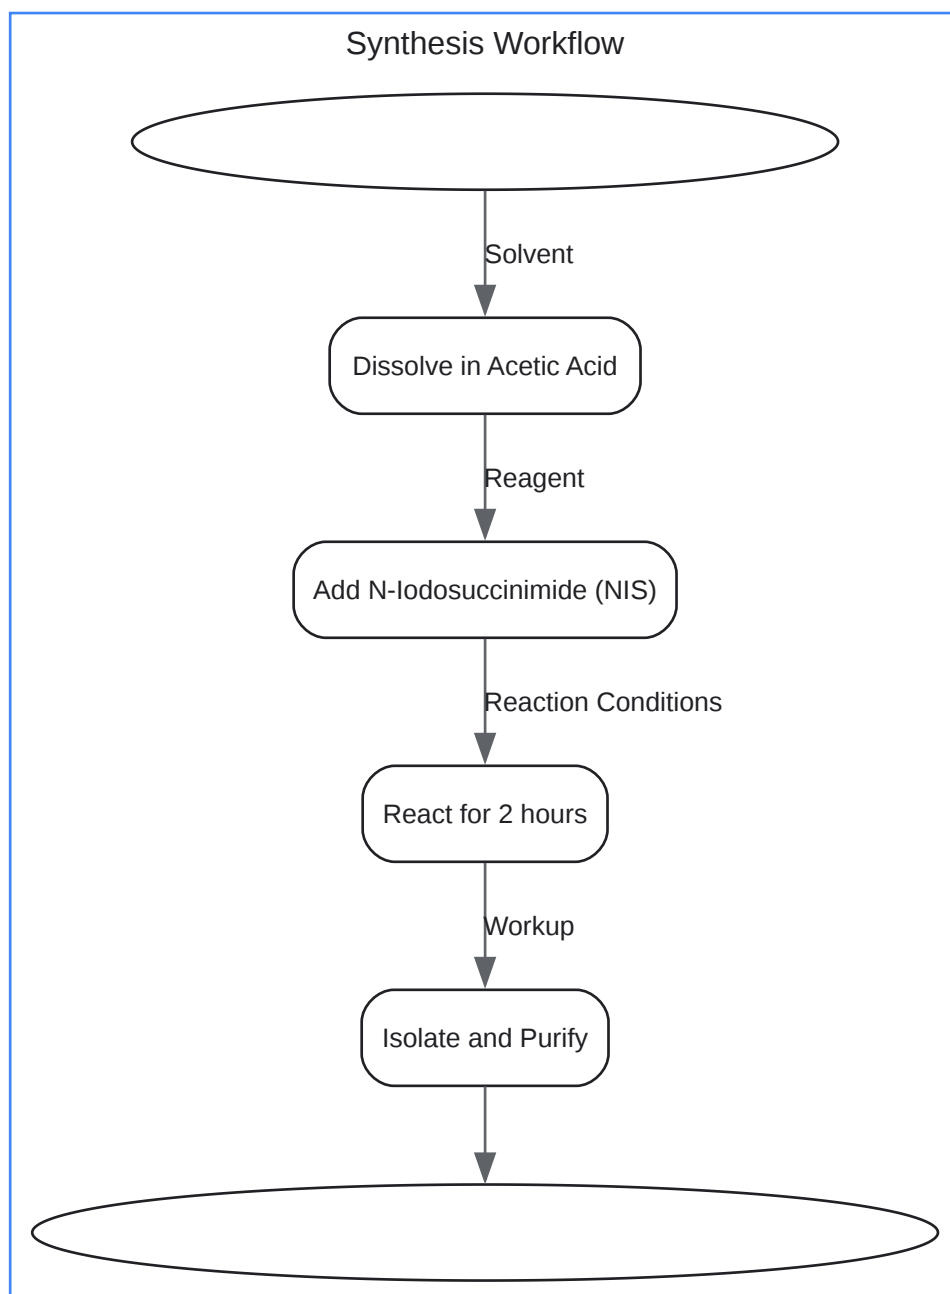 Synthesis Workflow
Solvent
Dissolve in Acetic Acid
Reagent
Add N-Iodosuccinimide (NIS)
Reaction Conditions
React for 2 hours
Workup
Isolate and Purify